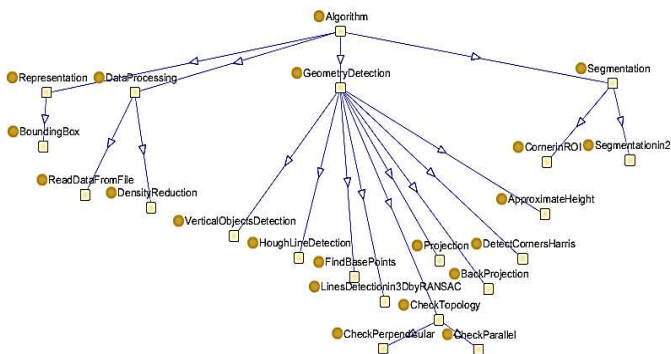 Algorithm
Representation
DataProcessing
GeometryDetection
Segmentation
BoundingBox
CornerinROI
Segmentationin2
ReadDataFromFile
DensityReduction
ApproximateHeight
VerticalObjectsDetection
HoughLineDetection
Projection
DetectCornersHarris
FindBasePoints
BackProjection
LinesDetectionin3DbyRANSAC
CheckTopology
CheckPerpendicular
CheckParallel